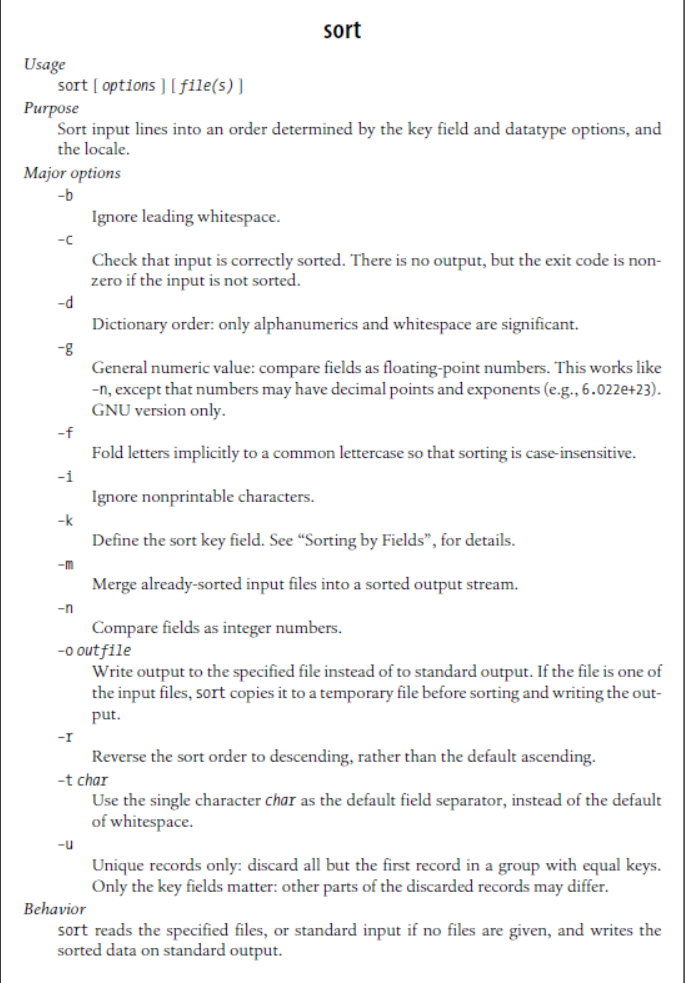 sort
Usage
sort [ options ] [ file(s) ]
Purpose
Sort input lines into an order determined by the key field and datatype options, and
the locale.
Major options
-b
Ignore leading whitespace.
-c
Check that input is correctly sorted. There is no output, but the exit code is non-
zero if the input is not sorted.
-d
Dictionary order: only alphanumerics and whitespace are significant.
-g
General numeric value: compare fields as floating-point numbers. This works like
-n, except that numbers may have decimal points and exponents (e.g., 6.022e+23).
GNU version only.
-f
Fold letters implicitly to a common lettercase so that sorting is case-insensitive.
-i
Ignore nonprintable characters.
-k
Define the sort key field. See “Sorting by Fields”, for details.
-m
Merge already-sorted input files into a sorted output stream.
-n
Compare fields as integer numbers.
-o outfile
Write output to the specified file instead of to standard output. If the file is one of
the input files, sort copies it to a temporary file before sorting and writing the out-
put.
-r
Reverse the sort order to descending, rather than the default ascending.
-t char
Use the single character char as the default field separator, instead of the default
of whitespace.
-u
Unique records only: discard all but the first record in a group with equal keys.
Only the key fields matter: other parts of the discarded records may differ.
Behavior
sort reads the specified files, or standard input if no files are given, and writes the
sorted data on standard output.